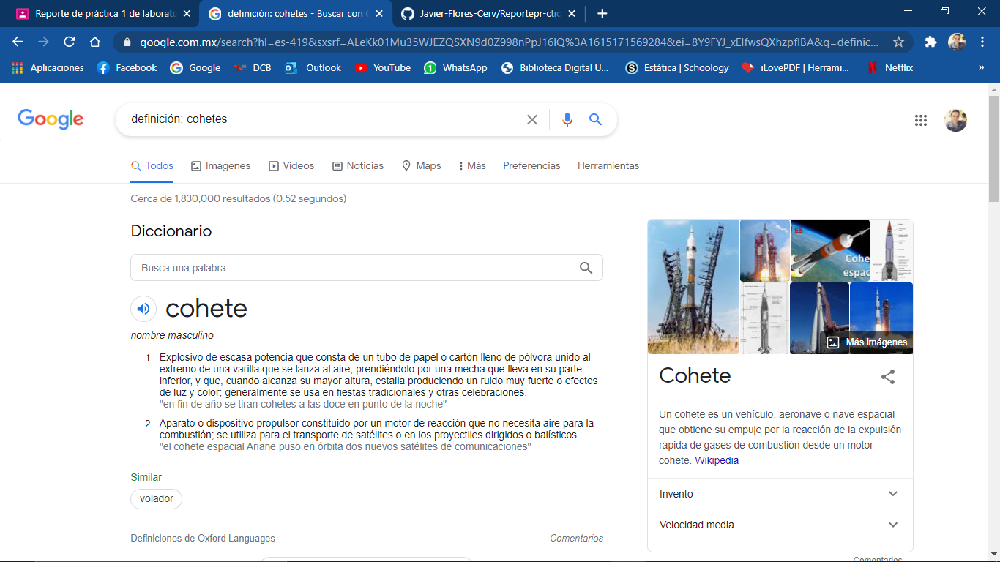 Reporte de práctica 1 de laborato
definición: cohetes - Buscar con G
Javier-Flores-Cerv/Reportepr-ctic
google.com.mx/search?hl=es-419&sxsrf=ALeKk01Mu35WJEZQSXN9d0Z998nPpJ16lQ%3A1615171569284&ei=8Y9FYJ_xElfwsQXhzpflBA&q=definic...
Aplicaciones Facebook Google DCB Outlook YouTube WhatsApp Biblioteca Digital U... Estática | Schoology iLovePDF | Herrami... Netflix »
Google
definición: cohetes
Todos Imágenes Videos Noticias Maps Más Preferencias Herramientas
Cerca de 1,830,000 resultados (0.52 segundos)
Diccionario
Busca una palabra
cohete
nombre masculino
1. Explosivo de escasa potencia que consta de un tubo de papel o cartón lleno de pólvora unido al
extremo de una varilla que se lanza al aire, prendiéndolo por una mecha que lleva en su parte
inferior, y que, cuando alcanza su mayor altura, estalla produciendo un ruido muy fuerte o efectos
de luz y color; generalmente se usa en fiestas tradicionales y otras celebraciones.
"en fin de año se tiran cohetes a las doce en punto de la noche"
2. Aparato o dispositivo propulsor constituido por un motor de reacción que no necesita aire para la
combustión; se utiliza para el transporte de satélites o en los proyectiles dirigidos o balísticos.
"el cohete espacial Ariane puso en órbita dos nuevos satélites de comunicaciones"
Similar
volador
Definiciones de Oxford Languages
Comentarios
ES
Cohe
espac
Más imágenes
Cohete
Un cohete es un vehículo, aeronave o nave espacial
que obtiene su empuje por la reacción de la expulsión
rápida de gases de combustión desde un motor
cohete. Wikipedia
Invento
Velocidad media
Comentarios